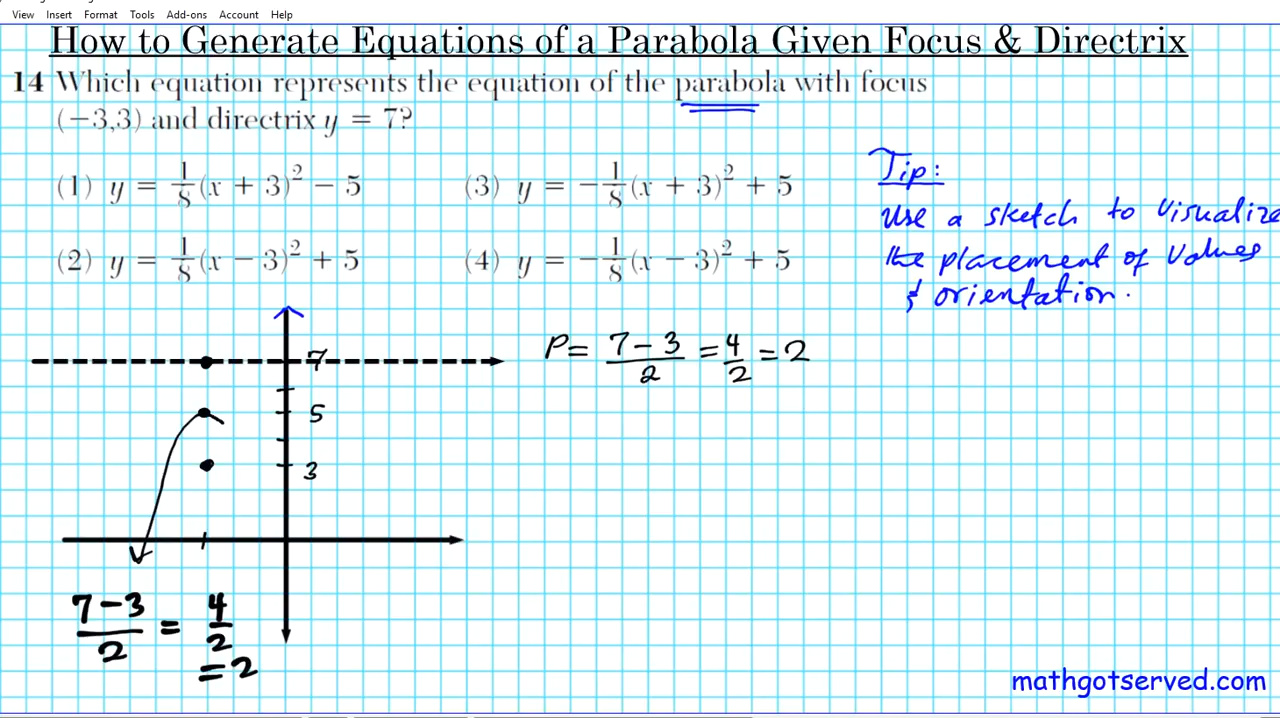 View Insert Format Tools Add-ons Account Help
How to Generate Equations of a Parabola Given Focus & Directrix
14 Which equation represents the equation of the parabola with focus
(−3,3) and directrix y = 7?
(1) y = 1/8(x + 3)² − 5 (3) y = −1/8(x + 3)² + 5
(2) y = 1/8(x − 3)² + 5 (4) y = −1/8(x − 3)² + 5
Tip:
Use a sketch to visualize
the placement of values
& orientation.
7
5
3
P = 7−3/2 = 4/2 = 2
7−3/2 = 4/2
= 2
mathgotserved.com